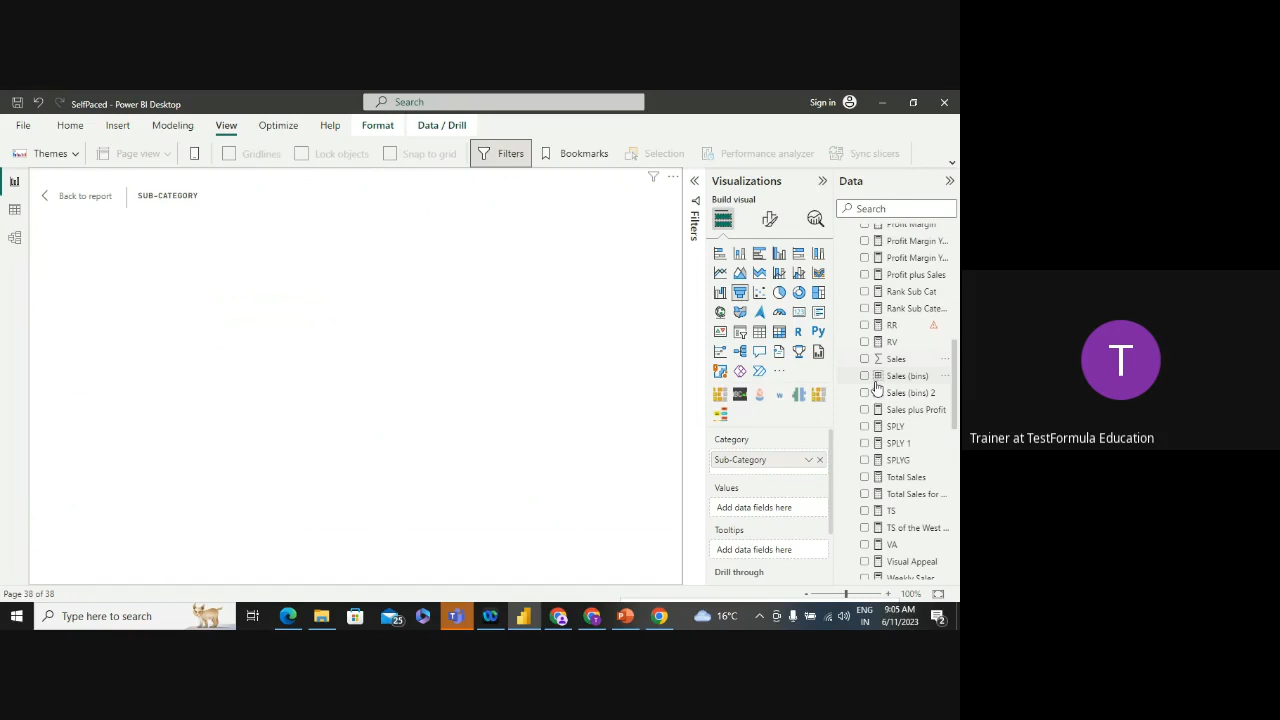 SelfPaced - Power BI Desktop
Search
Sign in
File
Home
Insert
Modeling
View
Optimize
Help
Format
Data / Drill
Themes
Page view
Gridlines
Lock objects
Snap to grid
Filters
Bookmarks
Selection
Performance analyzer
Sync slicers
Back to report
SUB-CATEGORY
Filters
Visualizations
Build visual
R
Py
Category
Sub-Category
Values
Add data fields here
Tooltips
Add data fields here
Drill through
Data
Search
Profit Margin
Profit Margin Y...
Profit Margin Y...
Profit plus Sales
Rank Sub Cat
Rank Sub Cate...
RR
RV
Sales
Sales (bins)
Sales (bins) 2
Sales plus Profit
SPLY
SPLY 1
SPLYG
Total Sales
Total Sales for ...
TS
TS of the West ...
VA
Visual Appeal
Weekly Sales
Page 38 of 38
100%
Type here to search
25
16°C
ENG
IN
9:05 AM
6/11/2023
2
T
Trainer at TestFormula Education